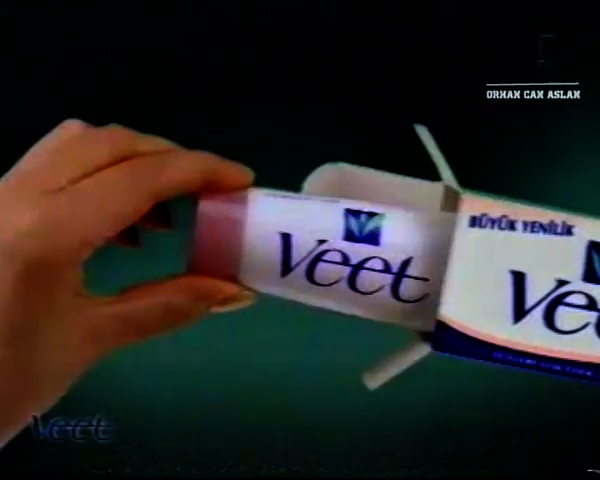 ORHAN CAN ASLAN
BÜYÜK YENİLİK
Veet
Vee
Veet